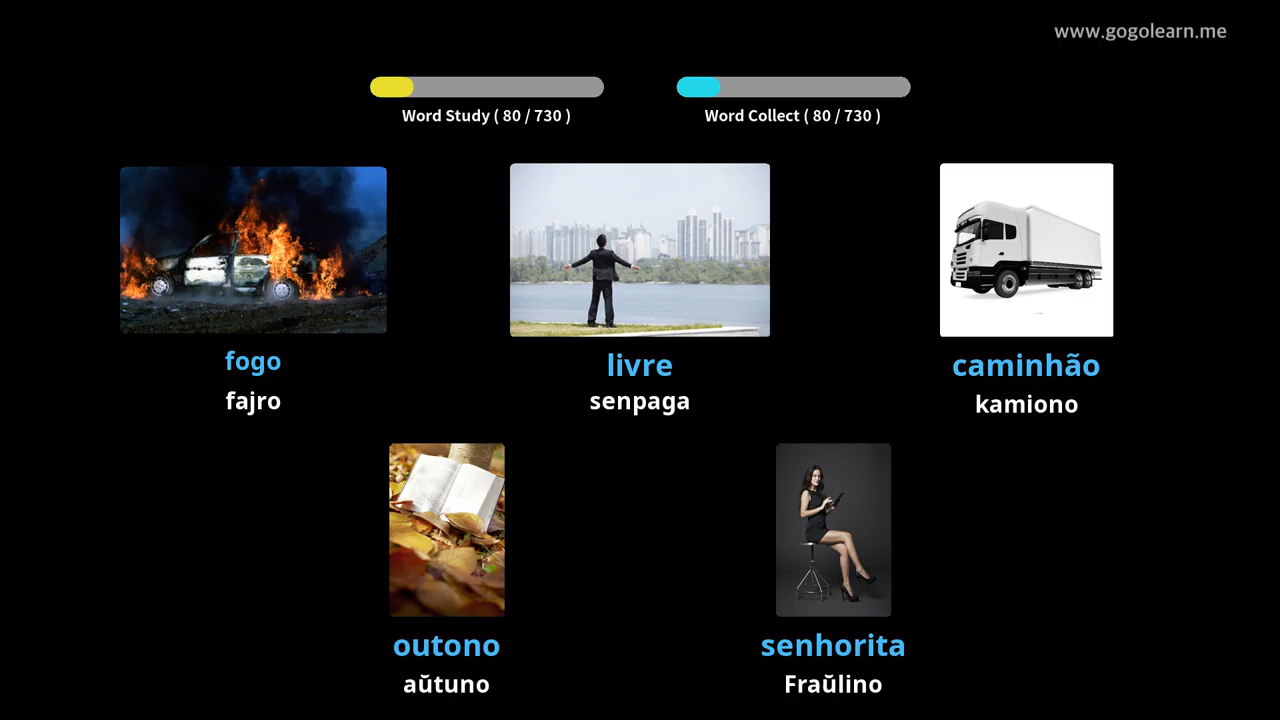 www.gogolearn.me
Word Study ( 80 / 730 )
Word Collect ( 80 / 730 )
fogo
fajro
livre
senpaga
caminhão
kamiono
outono
aŭtuno
senhorita
Fraŭlino